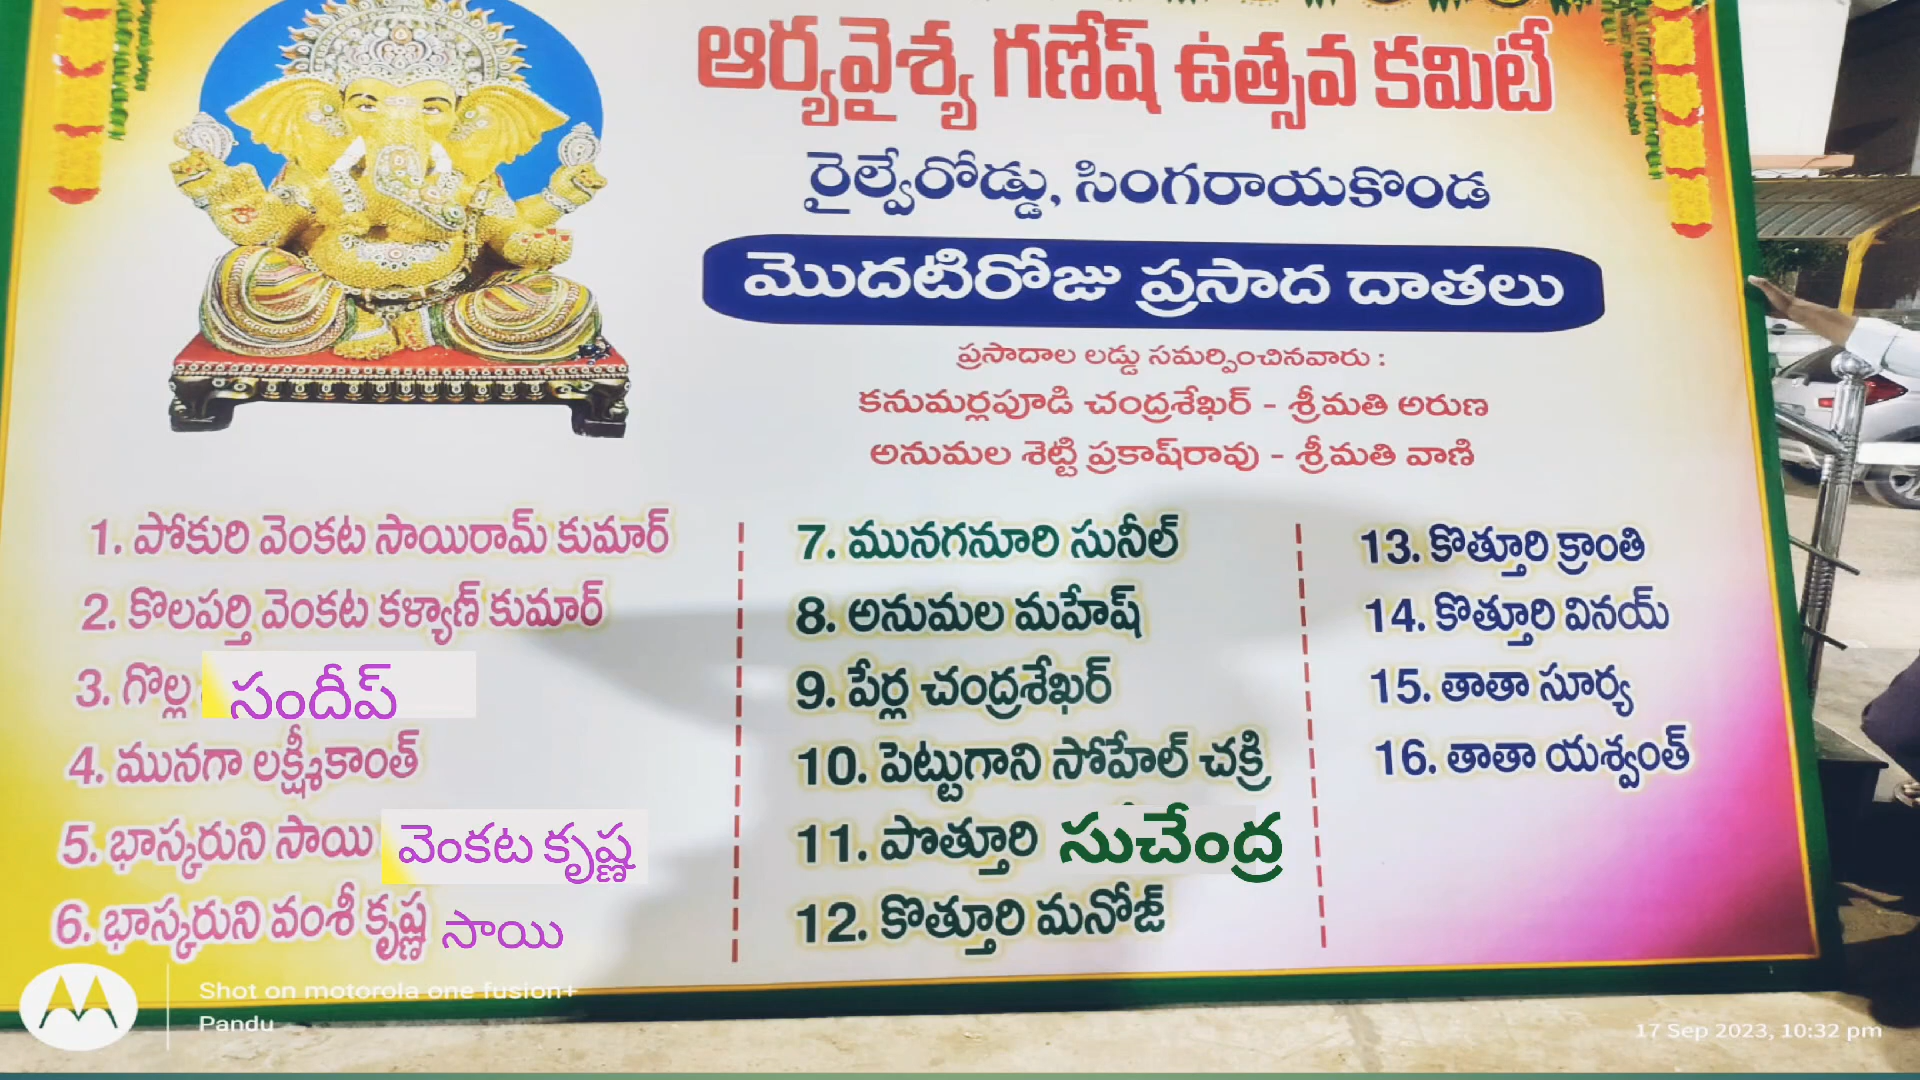 ఆర్యవైశ్య గణేష్ ఉత్సవ కమిటీ
రైల్వేరోడ్డు, సింగరాయకొండ
మొదటిరోజు ప్రసాద దాతలు
ప్రసాదాల లడ్డు సమర్పించినవారు :
కనుమర్లపూడి చంద్రశేఖర్ - శ్రీమతి అరుణ
అనుమల శెట్టి ప్రకాష్‌రావు - శ్రీమతి వాణి
1. పోకురి వెంకట సాయిరామ్ కుమార్
2. కొలపర్తి వెంకట కళ్యాణ్ కుమార్
3. గొల్ల సందీప్
4. మునగా లక్ష్మీకాంత్
5. భాస్కరుని సాయి వెంకట కృష్ణ
6. భాస్కరుని వంశీ కృష్ణ సాయి
7. మునగనూరి సునీల్
8. అనుమల మహేష్
9. పేర్ల చంద్రశేఖర్
10. పెట్టుగాని సోహేల్ చక్రి
11. పొత్తూరి సుచేంద్ర
12. కొత్తూరి మనోజ్
13. కొత్తూరి క్రాంతి
14. కొత్తూరి వినయ్
15. తాతా సూర్య
16. తాతా యశ్వంత్
Shot on motorola one fusion+
Pandu
17 Sep 2023, 10:32 pm